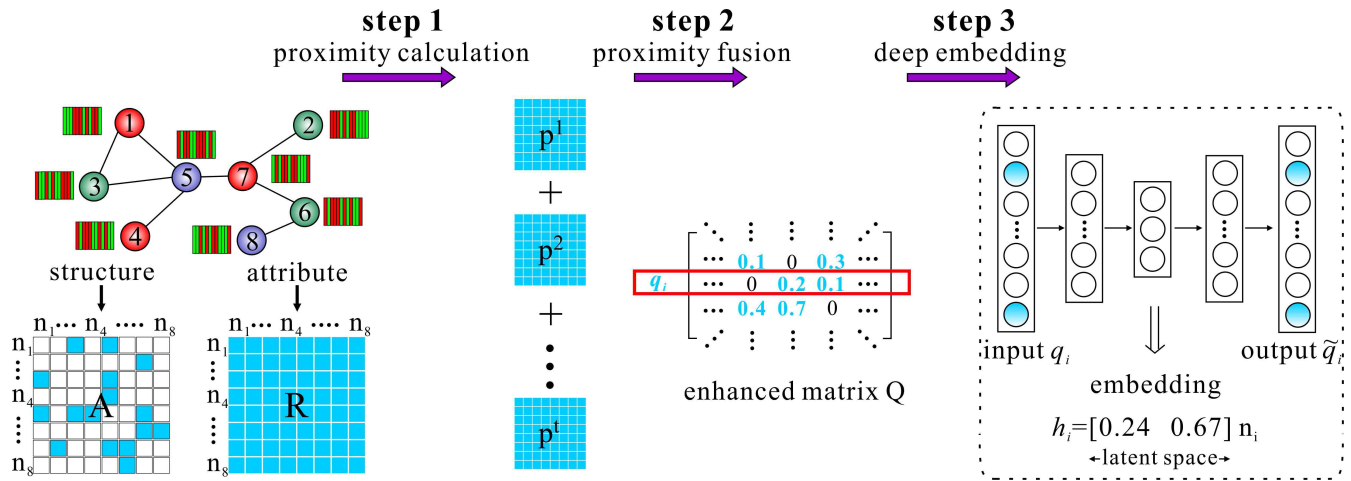 step 1
proximity calculation
step 2
proximity fusion
step 3
deep embedding
1
2
3
5
7
6
4
8
structure
attribute
n1 ··· n4 ···· n8
n1
n4
n8
A
n1 ··· n4 ···· n8
n1
n4
n8
R
p¹
+
p²
+
pᵗ
0.1 0 0.3
qᵢ ··· 0 0.2 0.1 ···
0.4 0.7 0
enhanced matrix Q
input qᵢ
output q̃ᵢ
embedding
hᵢ=[0.24 0.67] nᵢ
latent space